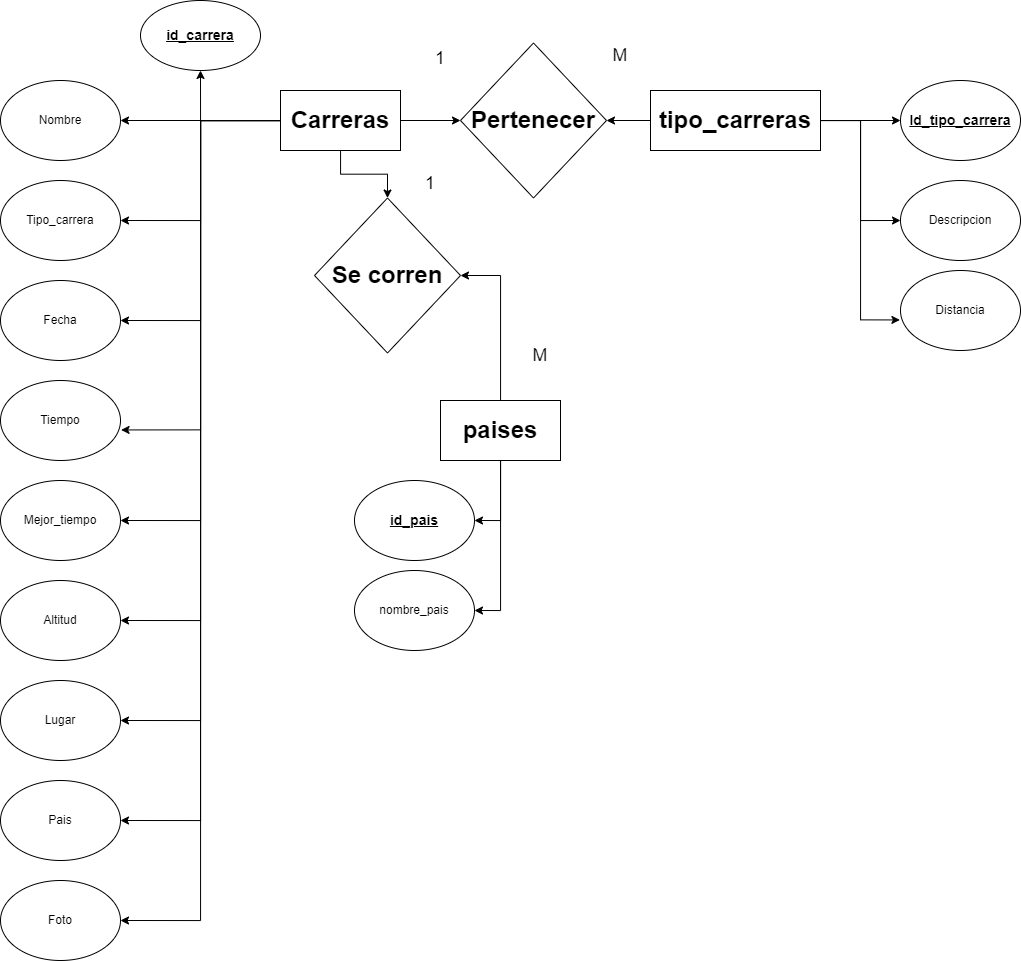 id_carrera
1
M
Nombre
Carreras
Pertenecer
tipo_carreras
Id_tipo_carrera
1
Tipo_carrera
Descripcion
Se corren
Fecha
Distancia
M
Tiempo
paises
Mejor_tiempo
id_pais
nombre_pais
Altitud
Lugar
Pais
Foto